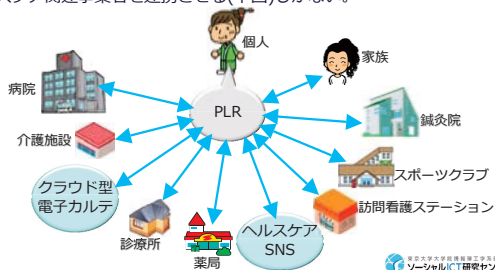 個人
家族
病院
PLR
鍼灸院
介護施設
スポーツクラブ
クラウド型
電子カルテ
訪問看護ステーション
診療所
薬局
ヘルスケア
SNS
ソーシャルICT研究セン